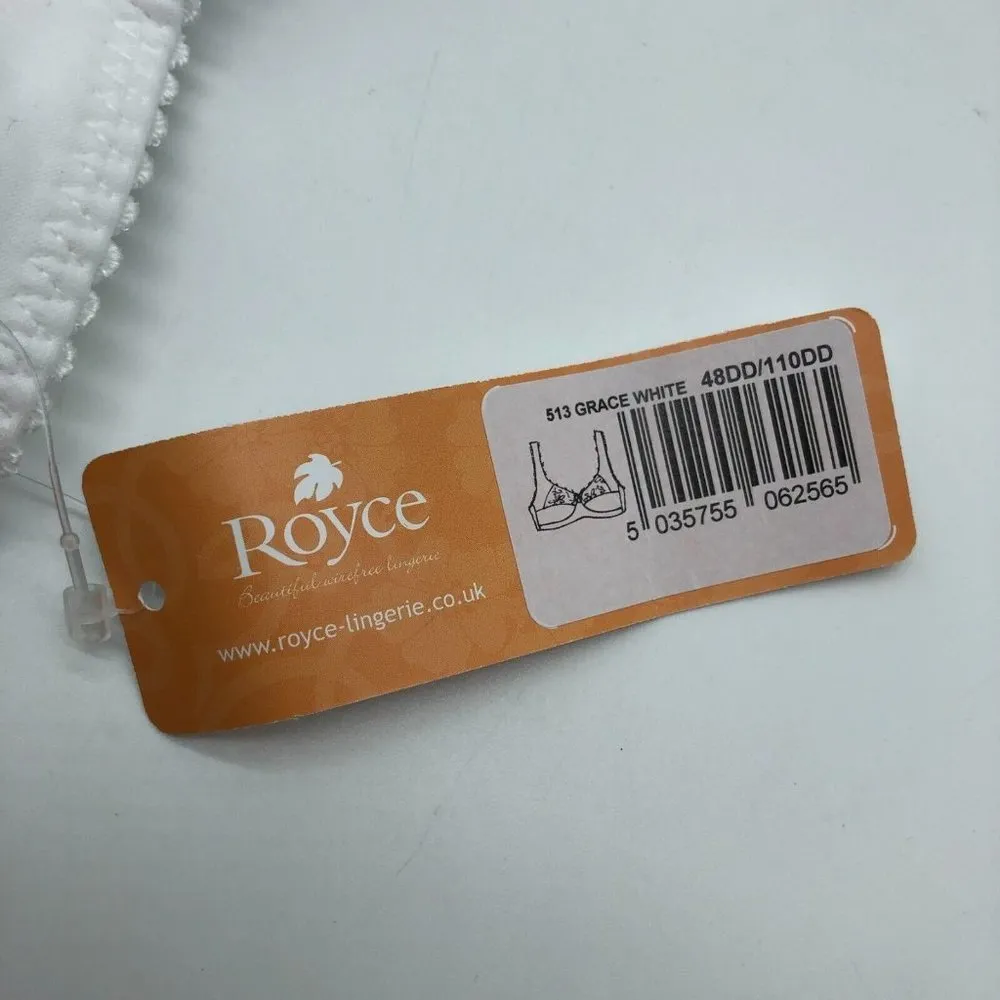 Royce
Beautiful wirefree lingerie
www.royce-lingerie.co.uk
513 GRACE WHITE 48DD/110DD
5 035755 062565